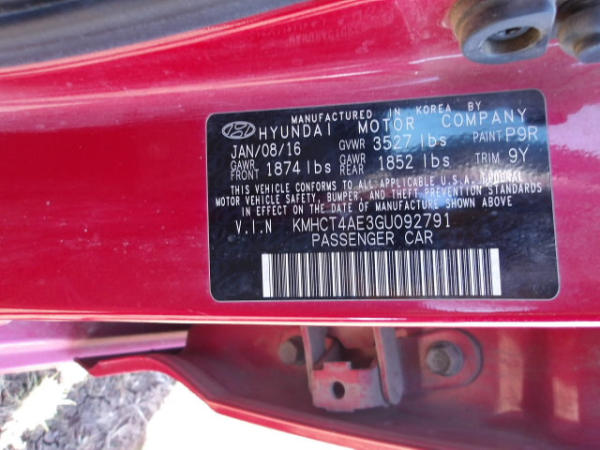 MANUFACTURED IN KOREA BY
HYUNDAI MOTOR COMPANY
JAN/08/16 GVWR 3527 lbs PAINT P9R
GAWR FRONT 1874 lbs GAWR REAR 1852 lbs TRIM 9Y
THIS VEHICLE CONFORMS TO ALL APPLICABLE U.S.A. FEDERAL
MOTOR VEHICLE SAFETY, BUMPER, AND THEFT PREVENTION STANDARDS
IN EFFECT ON THE DATE OF MANUFACTURE SHOWN ABOVE
V.I.N KMHCT4AE3GU092791
PASSENGER CAR